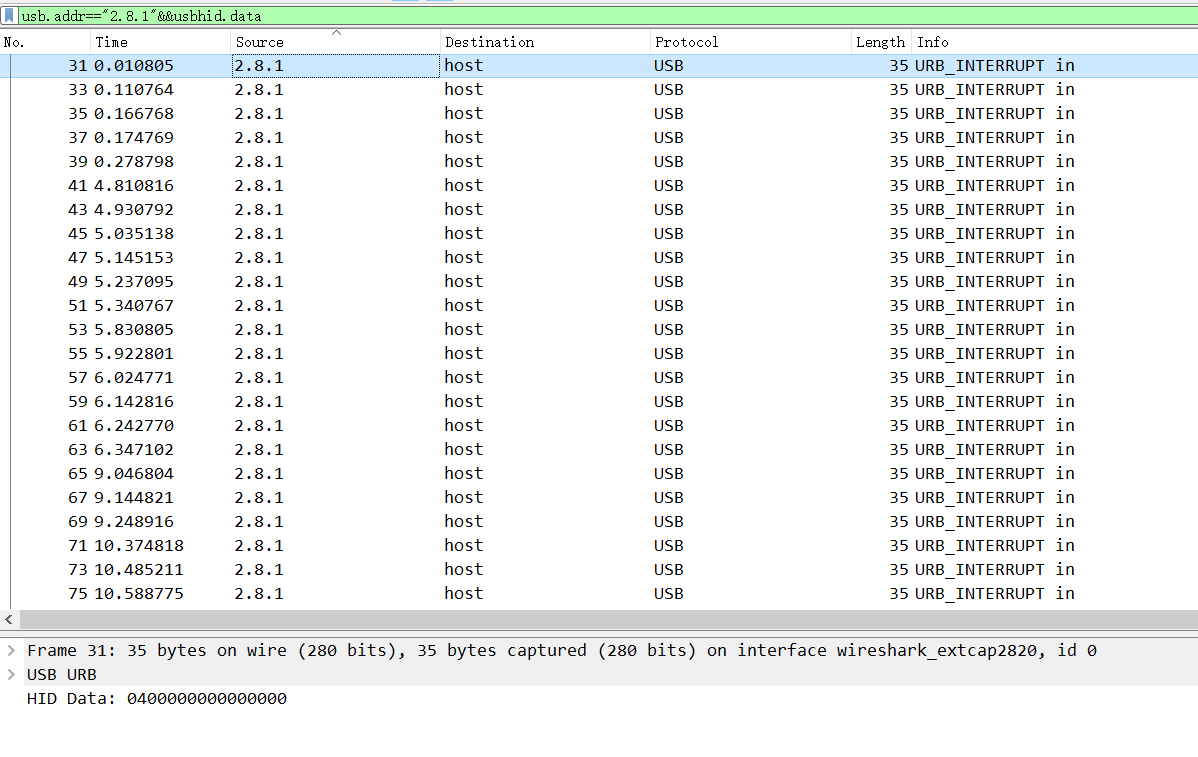 usb.addr=="2.8.1"&&usbhid.data
No. Time Source Destination Protocol Length Info
31 0.010805 2.8.1 host USB 35 URB_INTERRUPT in
33 0.110764 2.8.1 host USB 35 URB_INTERRUPT in
35 0.166768 2.8.1 host USB 35 URB_INTERRUPT in
37 0.174769 2.8.1 host USB 35 URB_INTERRUPT in
39 0.278798 2.8.1 host USB 35 URB_INTERRUPT in
41 4.810816 2.8.1 host USB 35 URB_INTERRUPT in
43 4.930792 2.8.1 host USB 35 URB_INTERRUPT in
45 5.035138 2.8.1 host USB 35 URB_INTERRUPT in
47 5.145153 2.8.1 host USB 35 URB_INTERRUPT in
49 5.237095 2.8.1 host USB 35 URB_INTERRUPT in
51 5.340767 2.8.1 host USB 35 URB_INTERRUPT in
53 5.830805 2.8.1 host USB 35 URB_INTERRUPT in
55 5.922801 2.8.1 host USB 35 URB_INTERRUPT in
57 6.024771 2.8.1 host USB 35 URB_INTERRUPT in
59 6.142816 2.8.1 host USB 35 URB_INTERRUPT in
61 6.242770 2.8.1 host USB 35 URB_INTERRUPT in
63 6.347102 2.8.1 host USB 35 URB_INTERRUPT in
65 9.046804 2.8.1 host USB 35 URB_INTERRUPT in
67 9.144821 2.8.1 host USB 35 URB_INTERRUPT in
69 9.248916 2.8.1 host USB 35 URB_INTERRUPT in
71 10.374818 2.8.1 host USB 35 URB_INTERRUPT in
73 10.485211 2.8.1 host USB 35 URB_INTERRUPT in
75 10.588775 2.8.1 host USB 35 URB_INTERRUPT in
Frame 31: 35 bytes on wire (280 bits), 35 bytes captured (280 bits) on interface wireshark_extcap2820, id 0
USB URB
HID Data: 0400000000000000